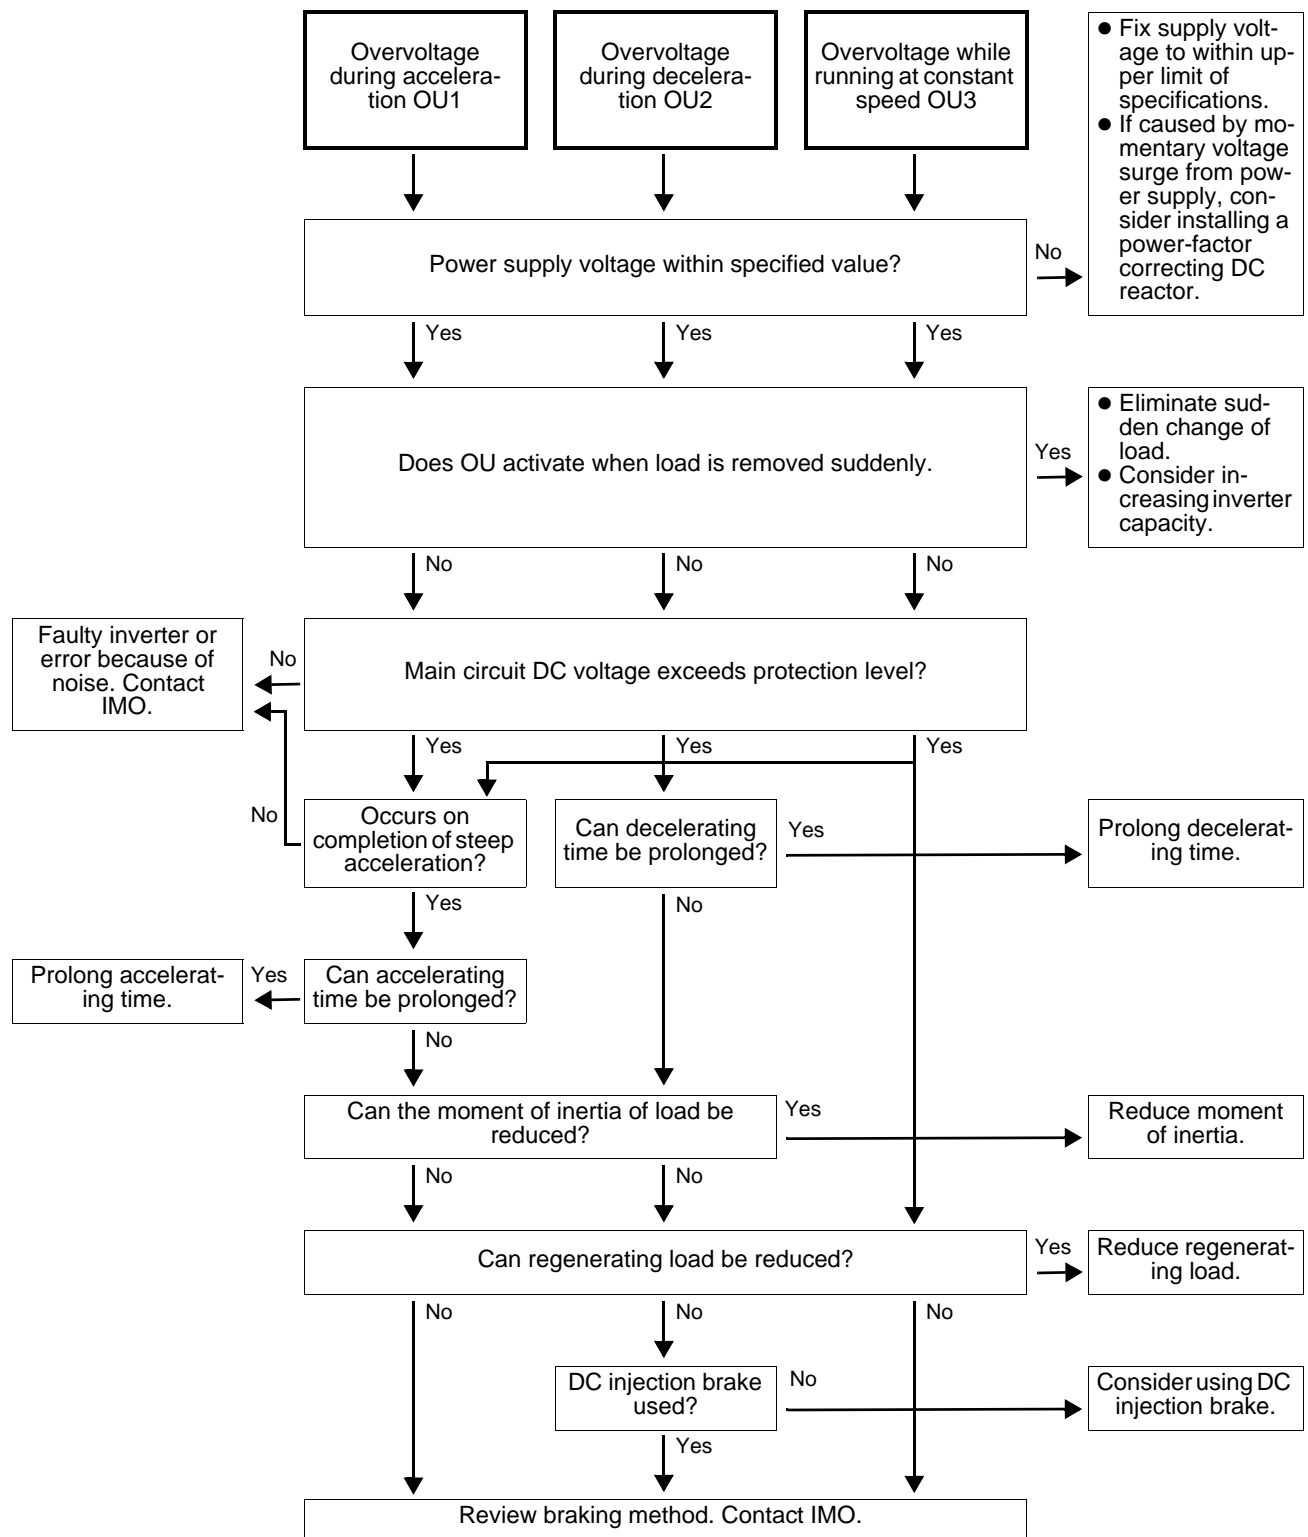 Overvoltage
during accelera-
tion OU1
Overvoltage
during deceleration
tion OU2
Overvoltage while
running at constant
speed OU3
● Fix supply volt-
age to within up-
per limit of
specifications.
● If caused by mo-
mentary voltage
surge from pow-
er supply, con-
sider installing a
power-factor
correcting DC
reactor.
Power supply voltage within specified value?
No
Yes
Yes
Yes
Does OU activate when load is removed suddenly.
Yes
● Eliminate sud-
den change of
load.
● Consider in-
creasing inverter
capacity.
No
No
No
Faulty inverter or
error because of
noise. Contact
IMO.
No
Main circuit DC voltage exceeds protection level?
Yes
Yes
Yes
No
Occurs on
completion of steep
acceleration?
Can decelerating
time be prolonged?
Yes
Prolong decelerat-
ing time.
Yes
No
Prolong accelerat-
ing time.
Yes
Can accelerating
time be prolonged?
No
Can the moment of inertia of load be
reduced?
Yes
Reduce moment
of inertia.
No
No
Can regenerating load be reduced?
Yes
Reduce regenerat-
ing load.
No
No
No
DC injection brake
used?
No
Consider using DC
injection brake.
Yes
Review braking method. Contact IMO.